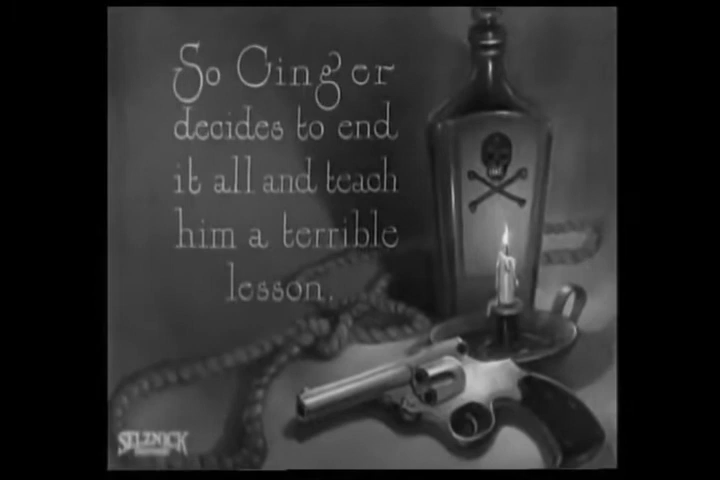 So Ginger
decides to end
it all and teach
him a terrible
lesson.
SELZNICK